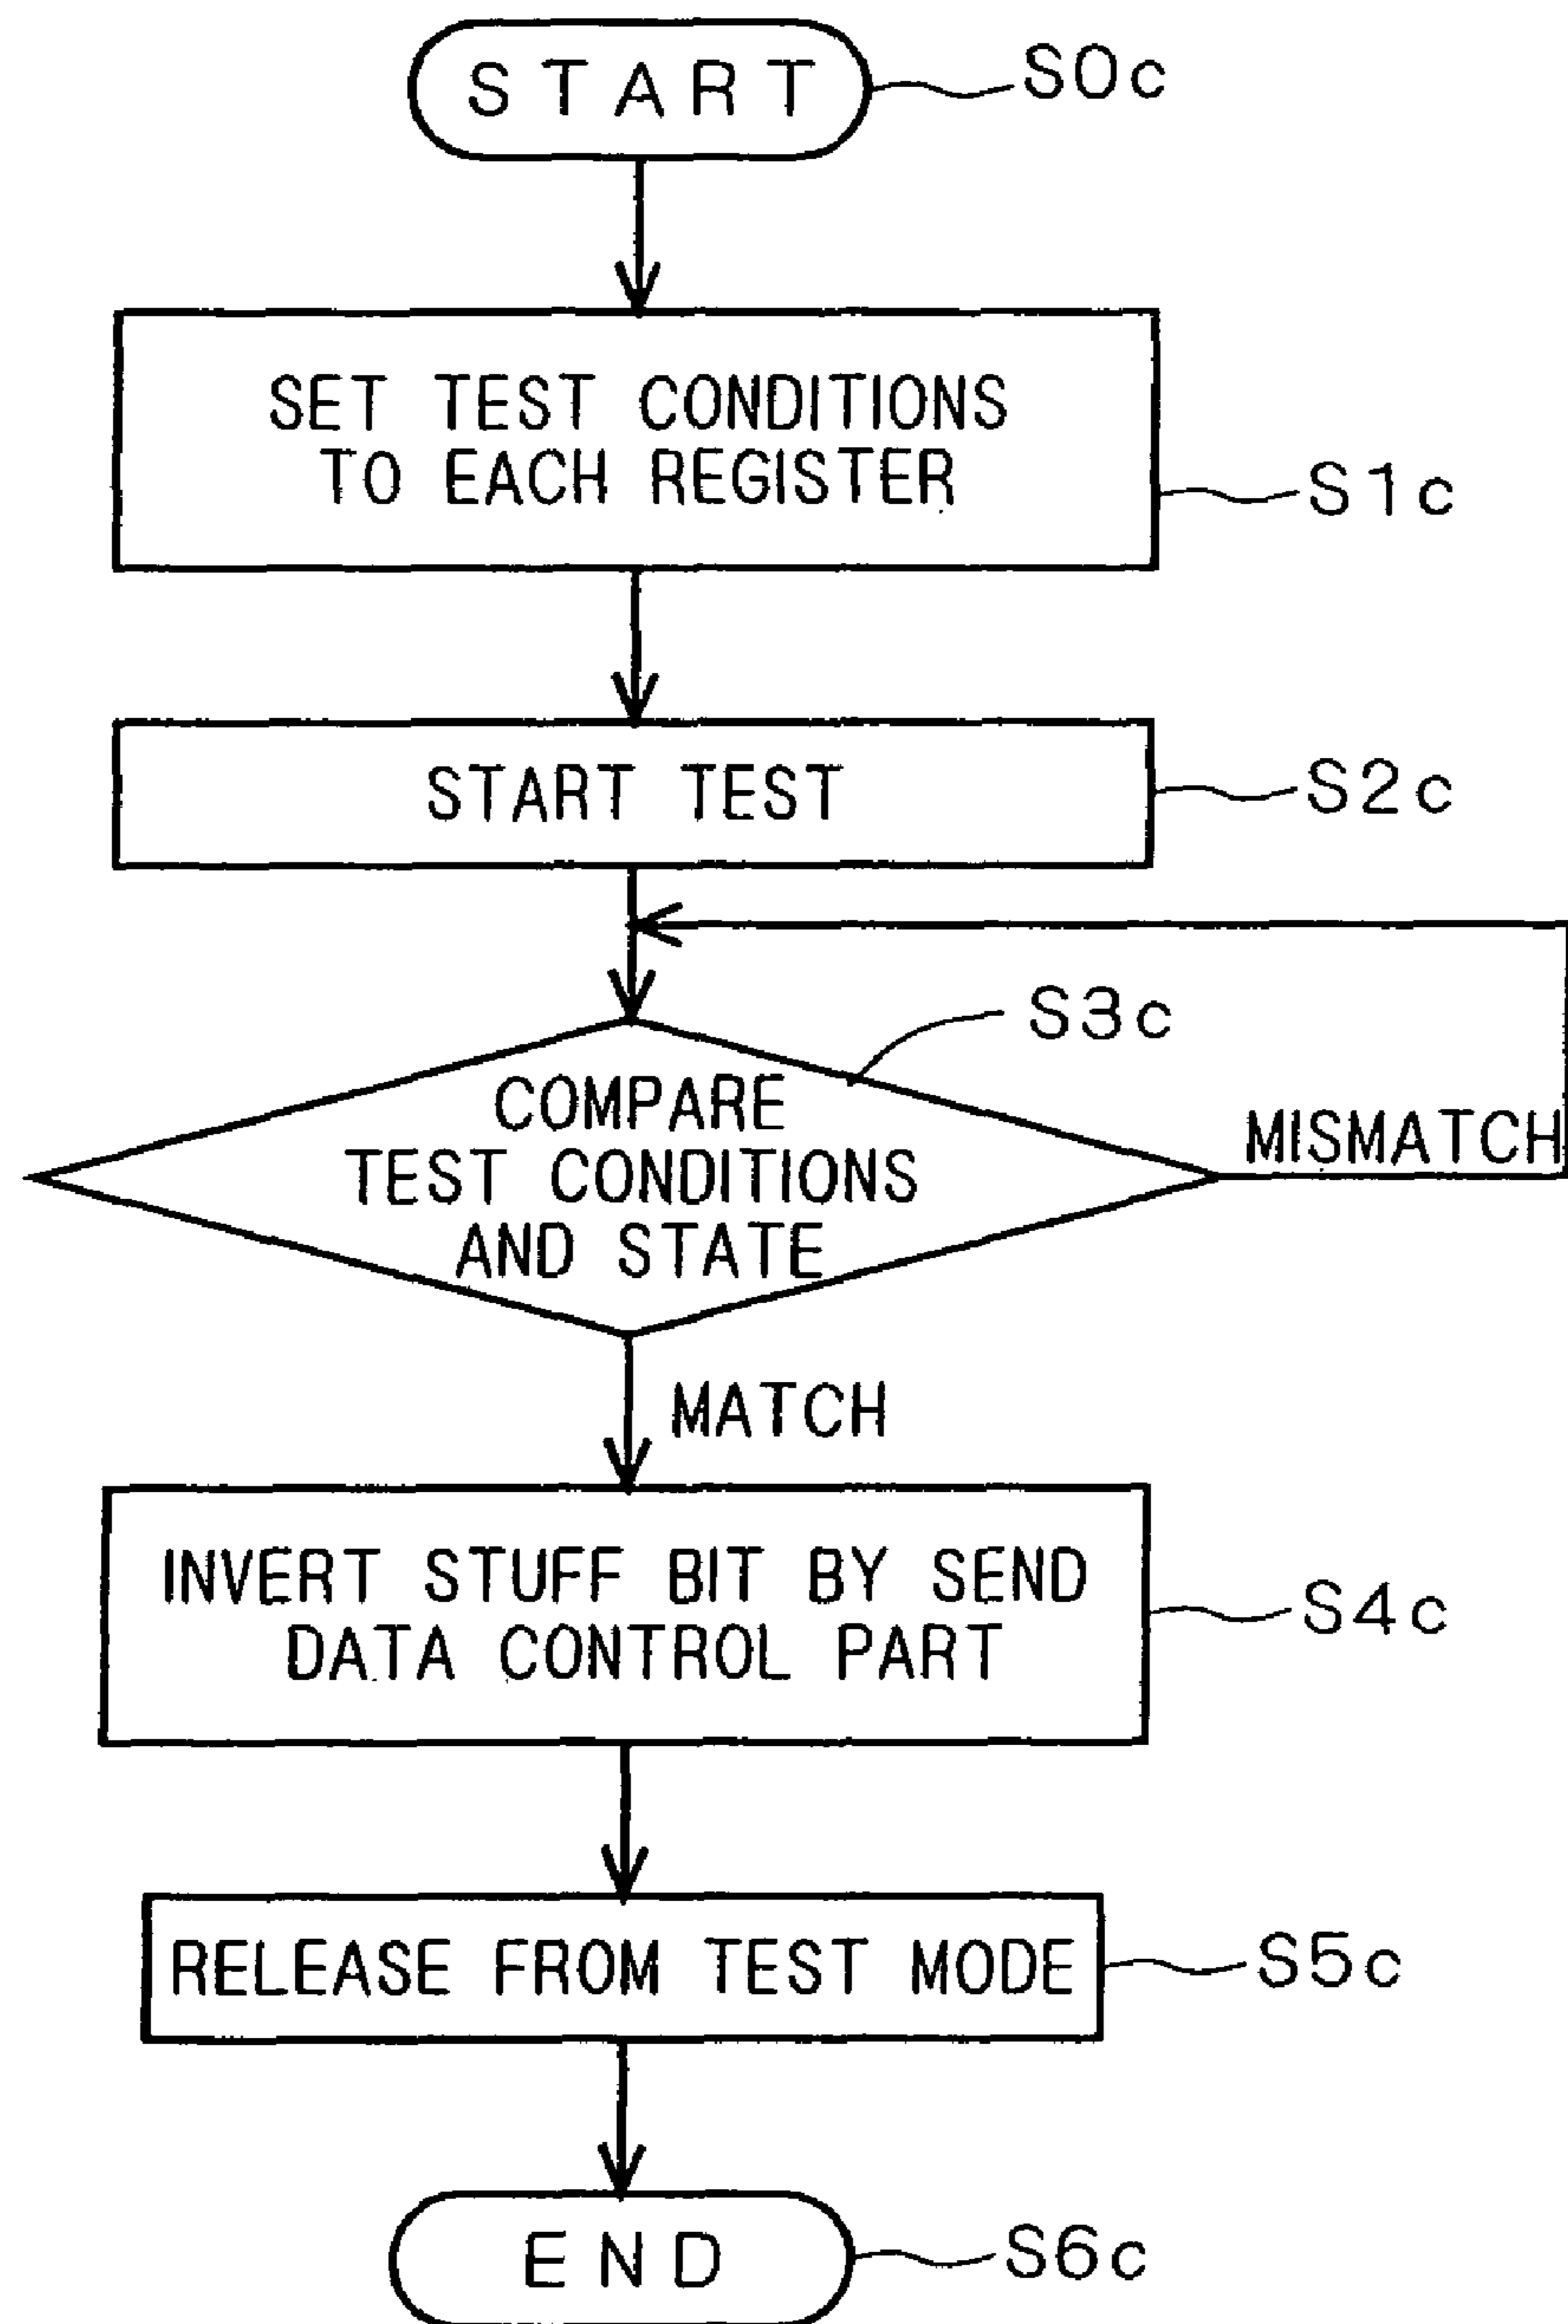 START
S0c
SET TEST CONDITIONS
TO EACH REGISTER
S1c
START TEST
S2c
S3c
COMPARE
TEST CONDITIONS
AND STATE
MISMATCH
MATCH
INVERT STUFF BIT BY SEND
DATA CONTROL PART
S4c
RELEASE FROM TEST MODE
S5c
END
S6c